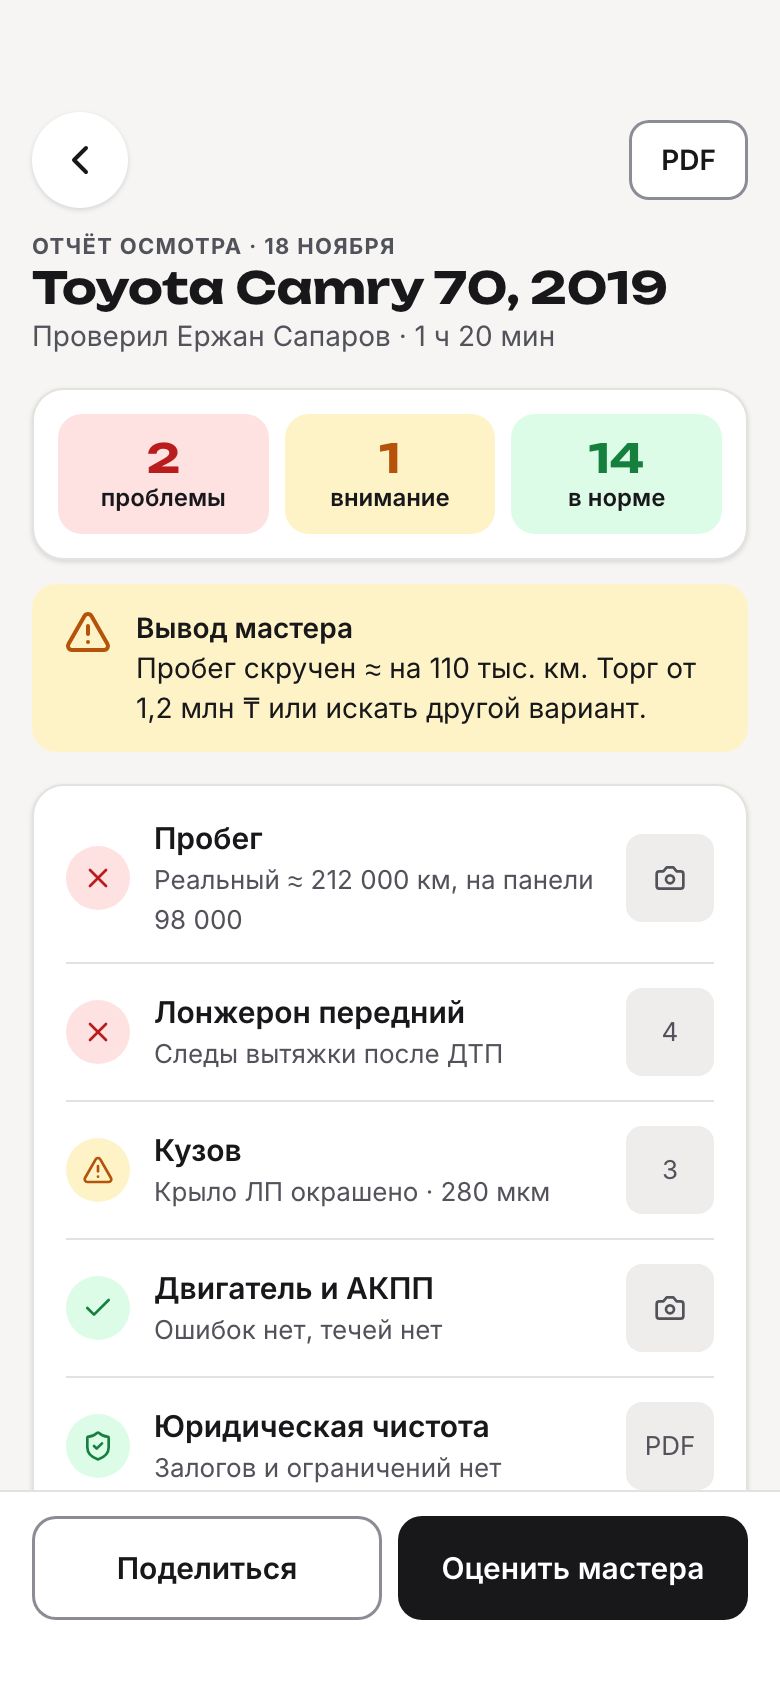 PDF
ОТЧЁТ ОСМОТРА · 18 НОЯБРЯ
Toyota Camry 70, 2019
Проверил Ержан Сапаров · 1 ч 20 мин
2
проблемы
1
внимание
14
в норме
Вывод мастера
Пробег скручен ≈ на 110 тыс. км. Торг от
1,2 млн ₸ или искать другой вариант.
Пробег
Реальный ≈ 212 000 км, на панели
98 000
Лонжерон передний
Следы вытяжки после ДТП
4
Кузов
Крыло ЛП окрашено · 280 мкм
3
Двигатель и АКПП
Ошибок нет, течей нет
Юридическая чистота
Залогов и ограничений нет
PDF
Поделиться
Оценить мастера